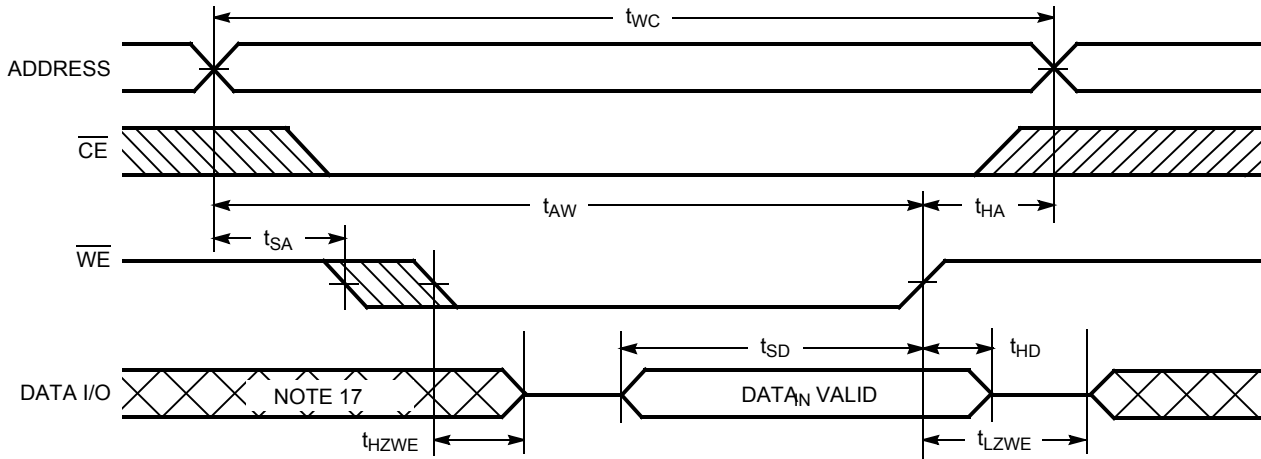 tWC
ADDRESS
CE
tAW
tHA
tSA
WE
tSD
tHD
DATA I/O
NOTE 17
DATAIN VALID
tHZWE
tLZWE